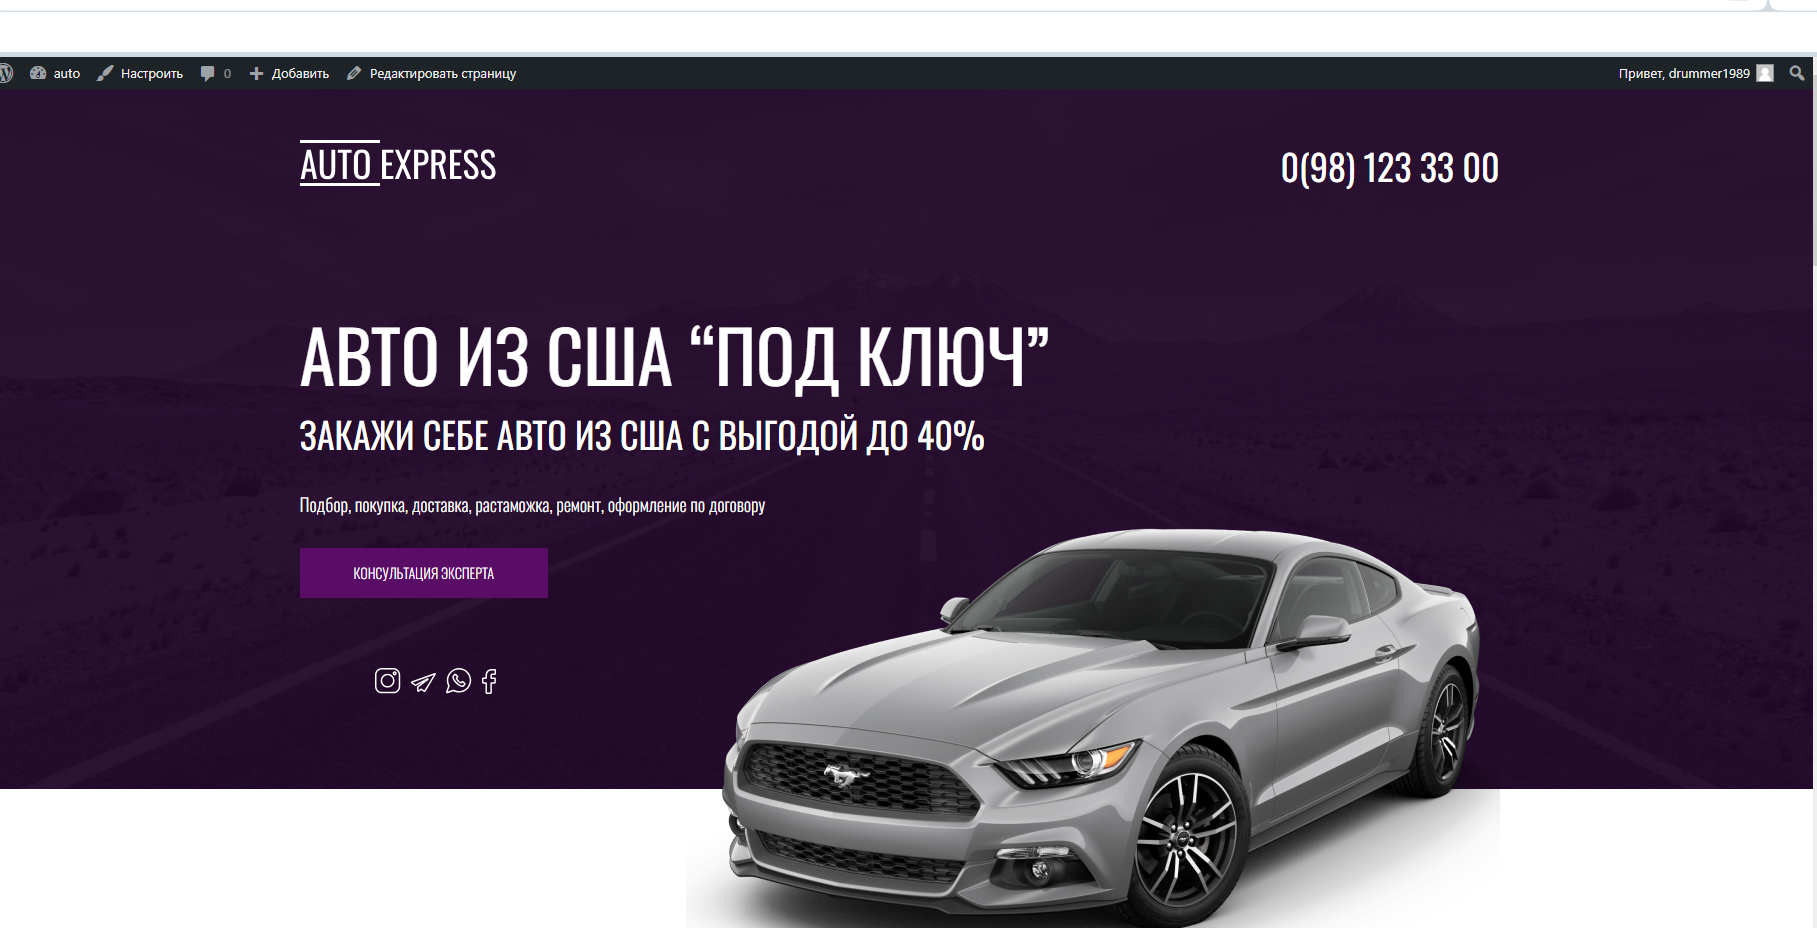 auto Настроить 0 Добавить Редактировать страницу Привет, drummer1989
AUTO EXPRESS
0(98) 123 33 00
АВТО ИЗ США “ПОД КЛЮЧ”
ЗАКАЖИ СЕБЕ АВТО ИЗ США С ВЫГОДОЙ ДО 40%
Подбор, покупка, доставка, растаможка, ремонт, оформление по договору
КОНСУЛЬТАЦИЯ ЭКСПЕРТА